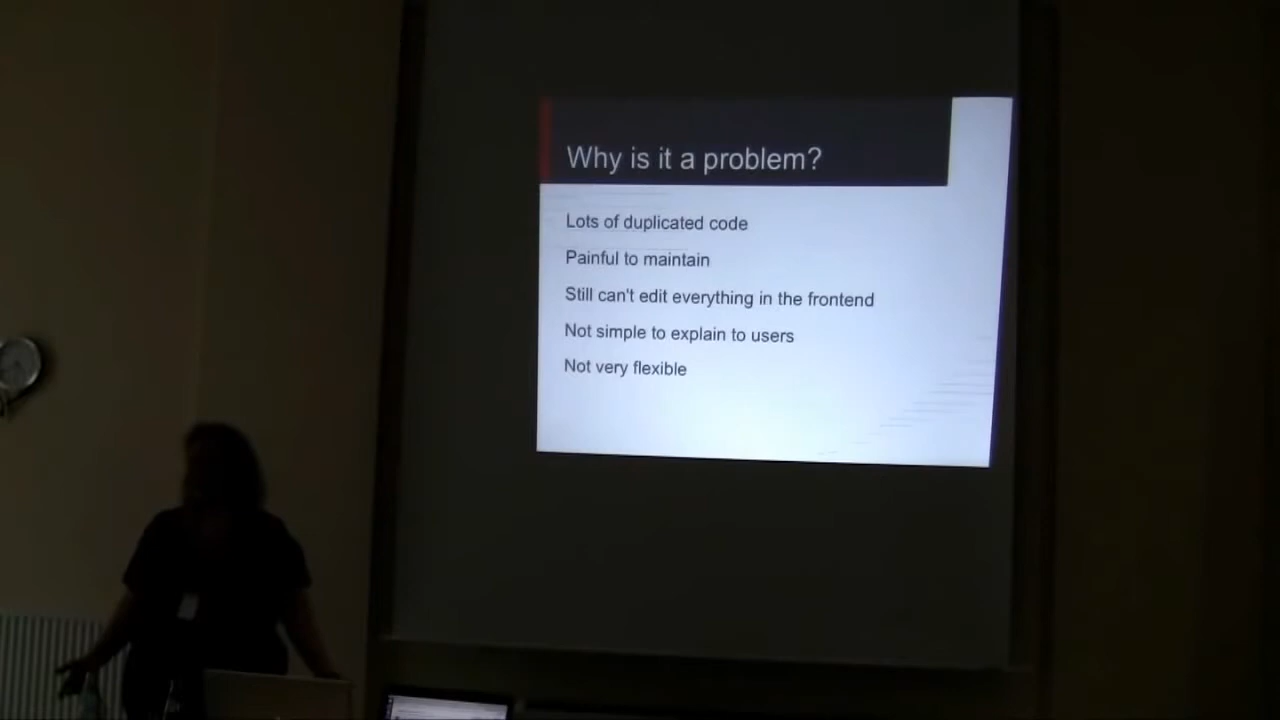 Why is it a problem?
Lots of duplicated code
Painful to maintain
Still can't edit everything in the frontend
Not simple to explain to users
Not very flexible